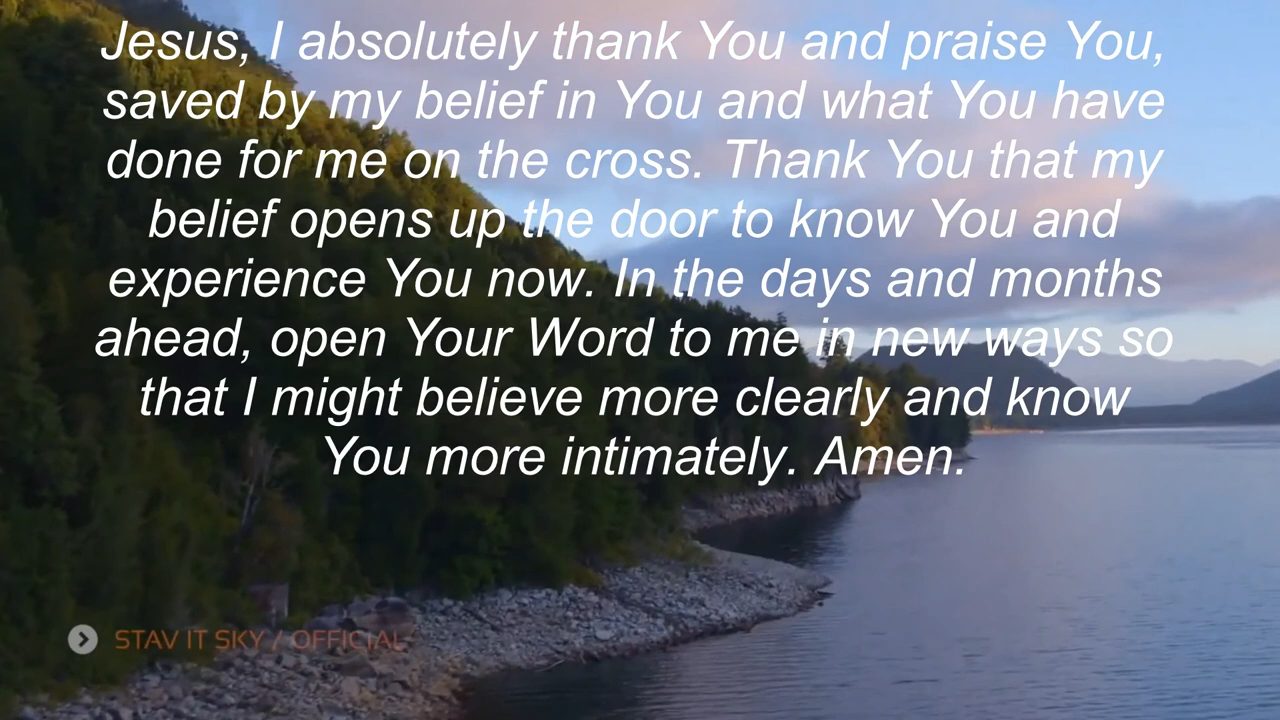 Jesus, I absolutely thank You and praise You,
saved by my belief in You and what You have
done for me on the cross. Thank You that my
belief opens up the door to know You and
experience You now. In the days and months
ahead, open Your Word to me in new ways so
that I might believe more clearly and know
You more intimately. Amen.
STAV IT SKY / OFFICIAL